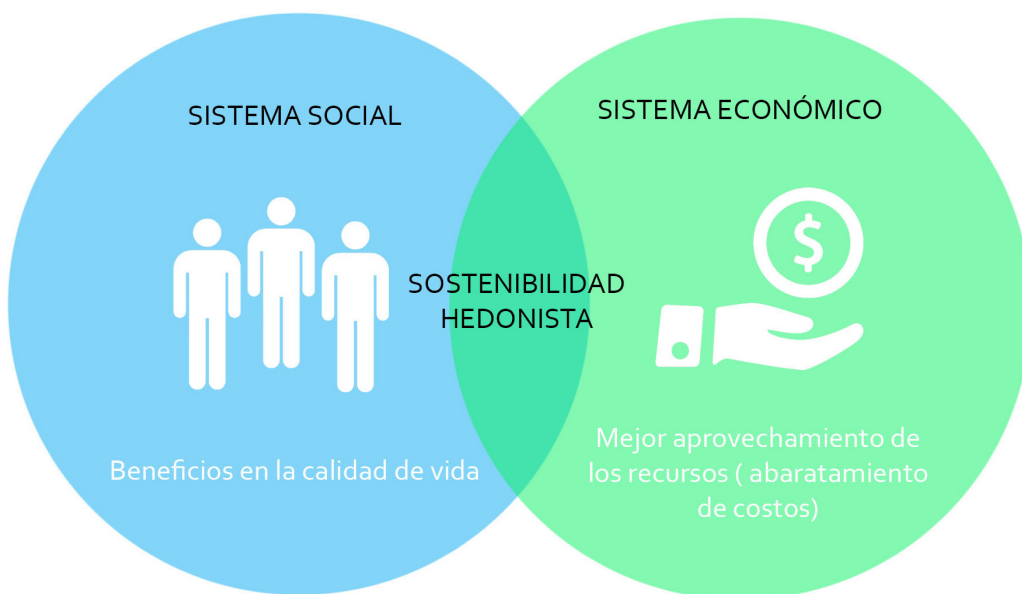 SISTEMA SOCIAL
SISTEMA ECONÓMICO
$
SOSTENIBILIDAD
HEDONISTA
Beneficios en la calidad de vida
Mejor aprovechamiento de
los recursos ( abaratamiento
de costos)